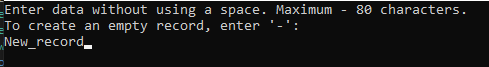 Enter data without using a space. Maximum - 80 characters.
To create an empty record, enter '-':
New_record